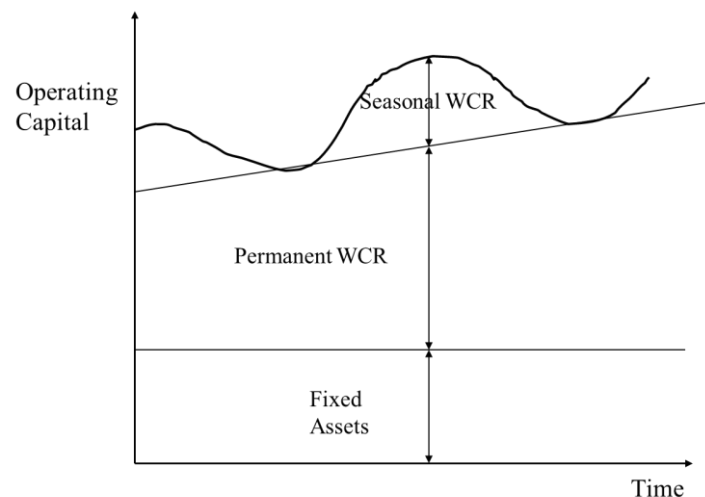 Operating
Capital
Seasonal WCR
Permanent WCR
Fixed
Assets
Time